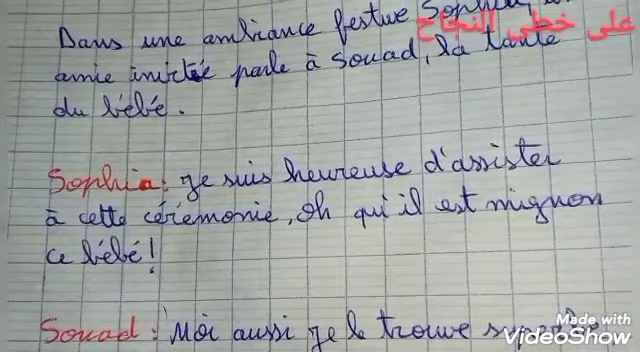 Dans une ambiance festive Sophia, 
على خطى النجاح
amie invitée parle à Souad, la tante
du bébé.
Sophia: je suis heureuse d'assister
à cette cérémonie, oh qu'il est mignon
ce bébé!
Souad: Moi aussi je le trouve
Made with
VideoShow